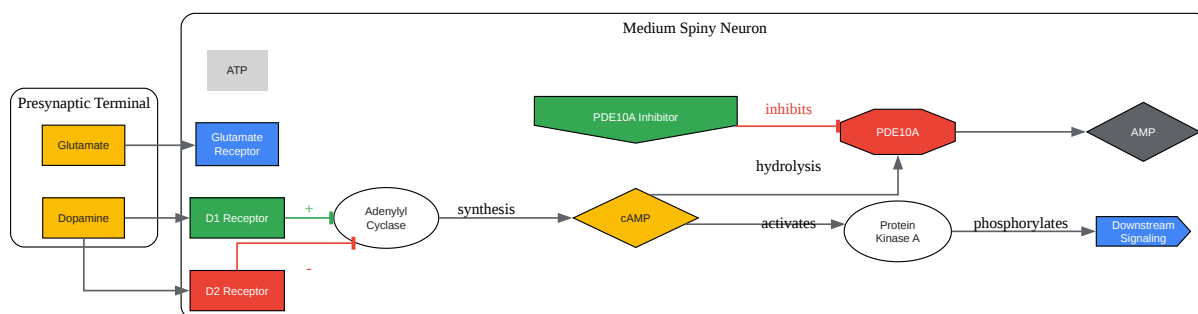 Medium Spiny Neuron
ATP
Presynaptic Terminal
PDE10A Inhibitor
inhibits
PDE10A
AMP
Glutamate
Glutamate
Receptor
hydrolysis
Dopamine
D1 Receptor
+
Adenylyl
Cyclase
synthesis
cAMP
activates
Protein
Kinase A
phosphorylates
Downstream
Signaling
-
D2 Receptor